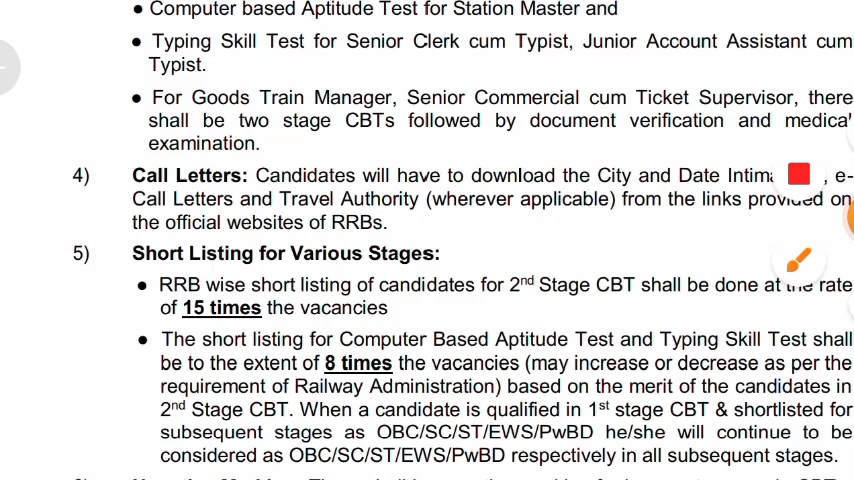 ● Computer based Aptitude Test for Station Master and
● Typing Skill Test for Senior Clerk cum Typist, Junior Account Assistant cum
Typist.
● For Goods Train Manager, Senior Commercial cum Ticket Supervisor, there
shall be two stage CBTs followed by document verification and medical
examination.
4) Call Letters: Candidates will have to download the City and Date , e-
Call Letters and Travel Authority (wherever applicable) from the links provided on
the official websites of RRBs.
5) Short Listing for Various Stages:
● RRB wise short listing of candidates for 2nd Stage CBT shall be done at the rate
of 15 times the vacancies
● The short listing for Computer Based Aptitude Test and Typing Skill Test shall
be to the extent of 8 times the vacancies (may increase or decrease as per the
requirement of Railway Administration) based on the merit of the candidates in
2nd Stage CBT. When a candidate is qualified in 1st stage CBT & shortlisted for
subsequent stages as OBC/SC/ST/EWS/PwBD he/she will continue to be
considered as OBC/SC/ST/EWS/PwBD respectively in all subsequent stages.